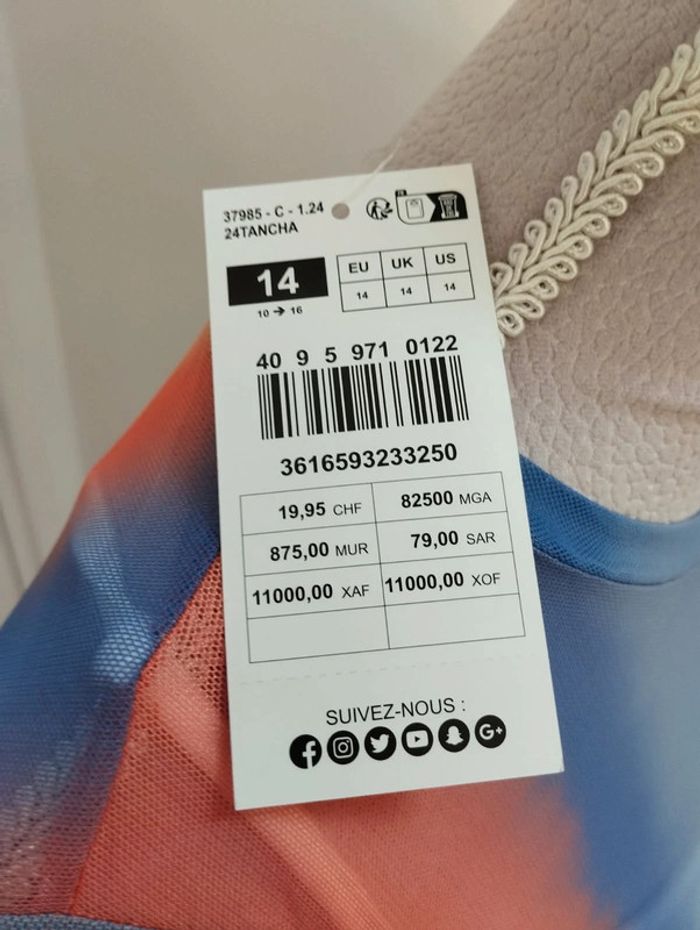 37985 - C - 1.24
24TANCHA
14
10 ➔ 16
EU UK US
14 14 14
40 9 5 971 0122
3616593233250
19,95 CHF 82500 MGA
875,00 MUR 79,00 SAR
11000,00 XAF 11000,00 XOF
SUIVEZ-NOUS :